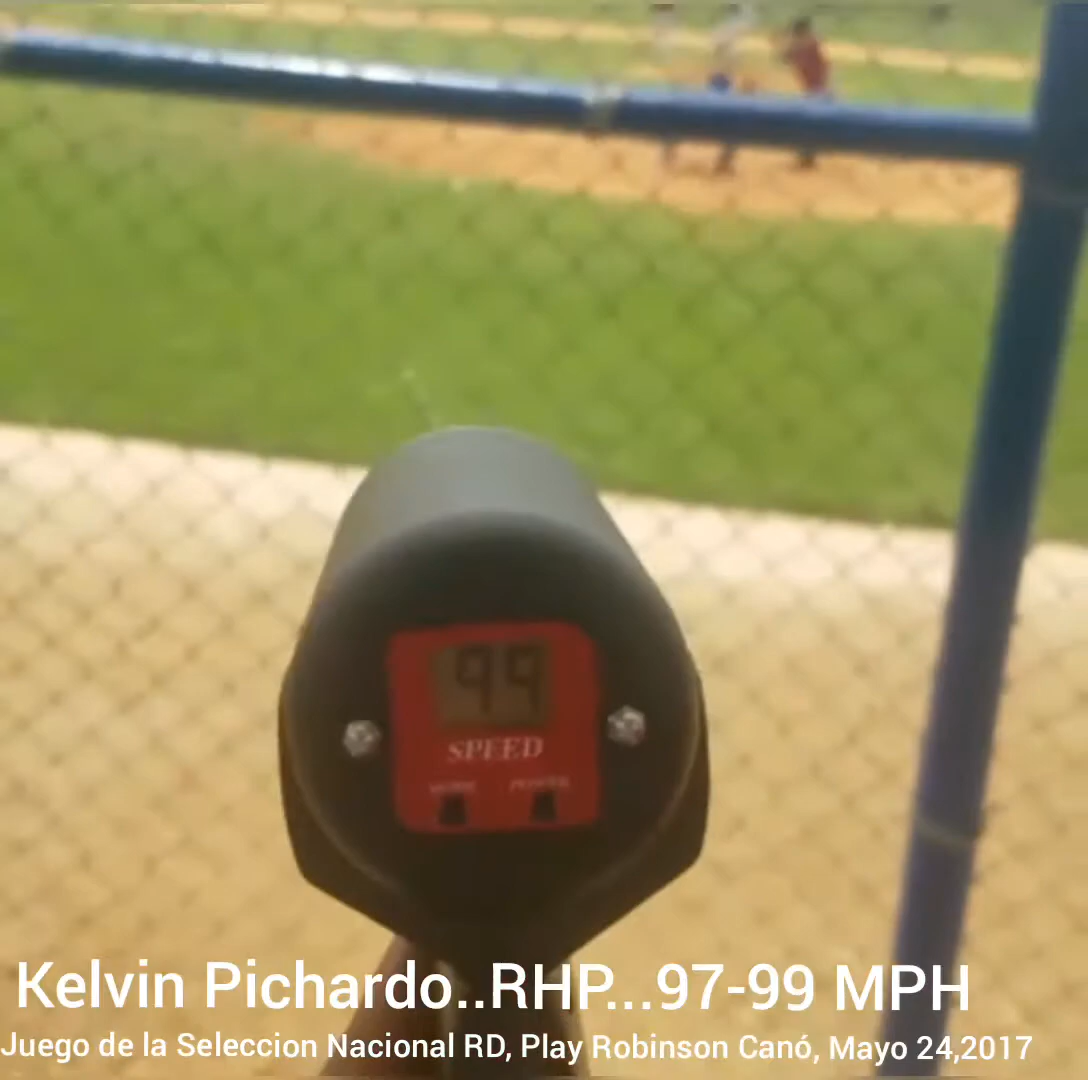 99
SPEED
POWER
Kelvin Pichardo..RHP...97-99 MPH
Juego de la Seleccion Nacional RD, Play Robinson Canó, Mayo 24,2017